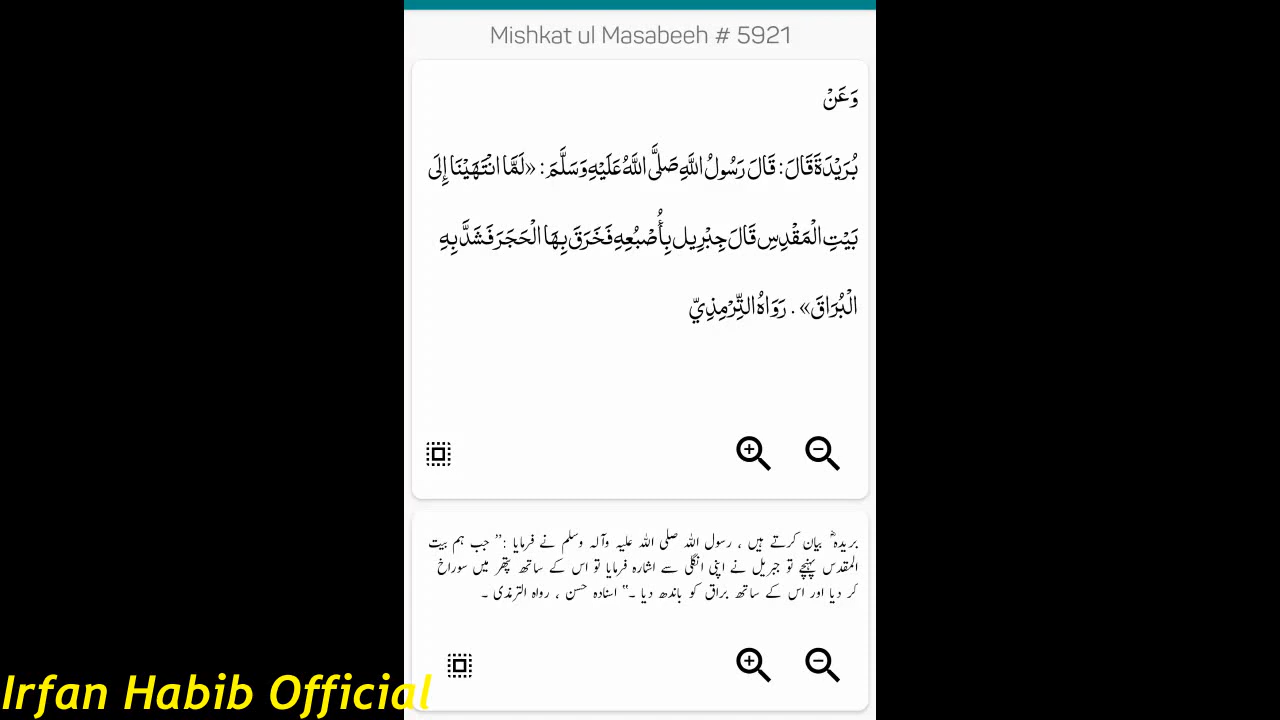 Mishkat ul Masabeeh # 5921
وَعَنْ
بُرَيْدَةَ قَالَ: قَالَ رَسُولُ اللَّهِ صَلَّى اللَّهُ عَلَيْهِ وَسَلَّمَ: «لَمَّا انْتَهَيْنَا إِلَى
بَيْتِ الْمَقْدِسِ قَالَ جِبْرِيل بِأُصْبُعِهِ فَخَرَقَ بِهَا الْحَجَرَ فَشَدَّ بِهِ
الْبُرَاقَ» . رَوَاهُ التِّرْمِذِيّ
بریدہ ؓ بیان کرتے ہیں ، رسول اللہ صلی ‌اللہ ‌علیہ ‌وآلہ ‌وسلم نے فرمایا :’’ جب ہم بیت
المقدس پہنچے تو جبریل نے اپنی انگلی سے اشارہ فرمایا تو اس کے ساتھ پتھر میں سوراخ
کر دیا اور اس کے ساتھ براق کو باندھ دیا ۔‘‘ اسنادہ حسن ، رواہ الترمذی ۔
Irfan Habib Official